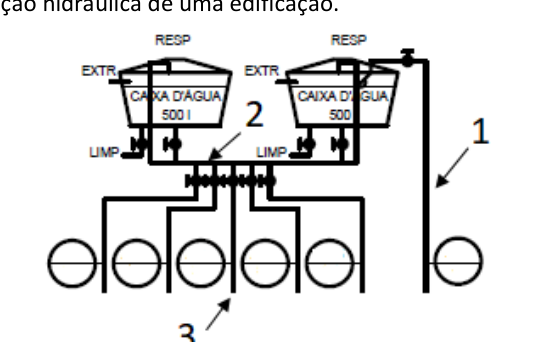 ção hidráulica de uma edificação.
RESP
RESP
EXTR
EXTR
CAIXA D'ÁGUA
500 l
CAIXA D'ÁGUA
500
2
1
LIMP
LIMP
3